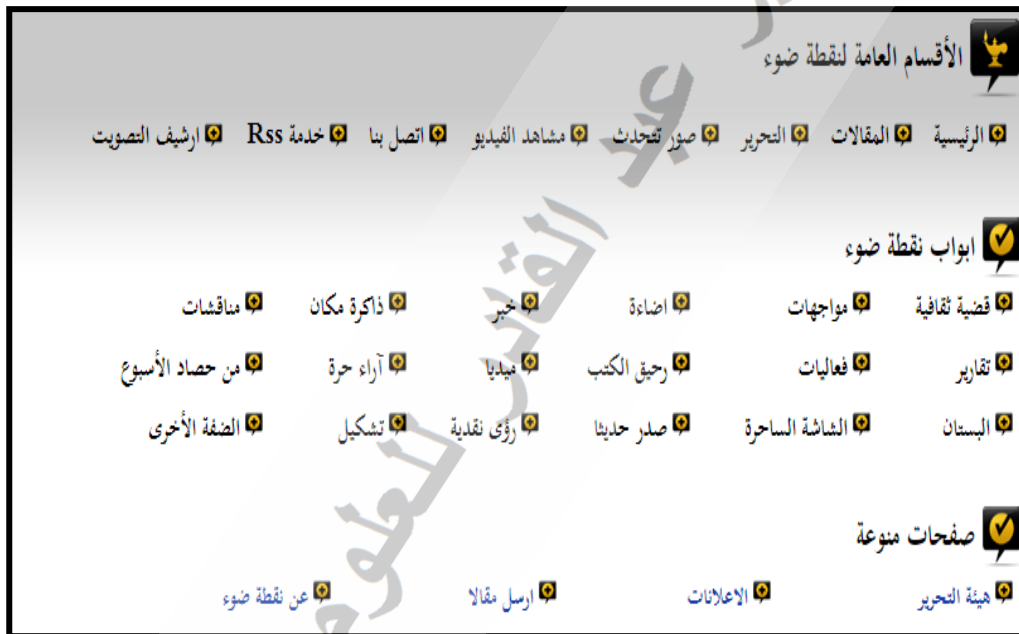 الأقسام العامة لنقطة ضوء
الرئيسية المقالات التحرير صور تتحدث مشاهد الفيديو اتصل بنا خدمة Rss ارشيف التصويت
ابواب نقطة ضوء
قضية ثقافية مواجهات اضاءة خبر ذاكرة مكان مناقشات
تقارير فعاليات رحيق الكتب ميديا آراء حرة من حصاد الأسبوع
البستان الشاشة الساحرة صدر حديثا رؤى نقدية تشكيل الضفة الأخرى
صفحات منوعة
هيئة التحرير الاعلانات ارسل مقالا عن نقطة ضوء
عبد القادر للعلوم